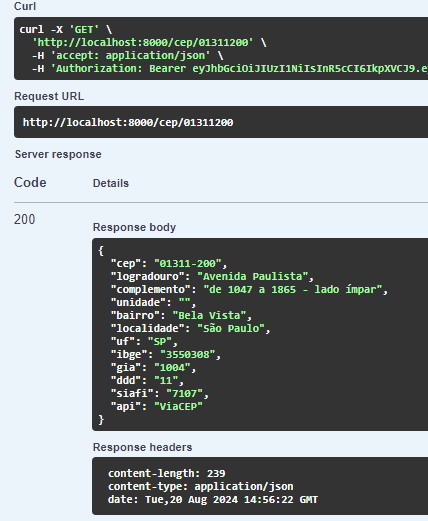 Curl
curl -X 'GET' \
'http://localhost:8000/cep/01311200' \
-H 'accept: application/json' \
-H 'Authorization: Bearer eyJhbGciOiJIUzI1NiIsInR5cCI6IkpXVCJ9.e
Request URL
http://localhost:8000/cep/01311200
Server response
Code Details
200
Response body
{
"cep": "01311-200",
"logradouro": "Avenida Paulista",
"complemento": "de 1047 a 1865 - lado ímpar",
"unidade": "",
"bairro": "Bela Vista",
"localidade": "São Paulo",
"uf": "SP",
"ibge": "3550308",
"gia": "1004",
"ddd": "11",
"siafi": "7107",
"api": "ViaCEP"
}
Response headers
content-length: 239
content-type: application/json
date: Tue,20 Aug 2024 14:56:22 GMT